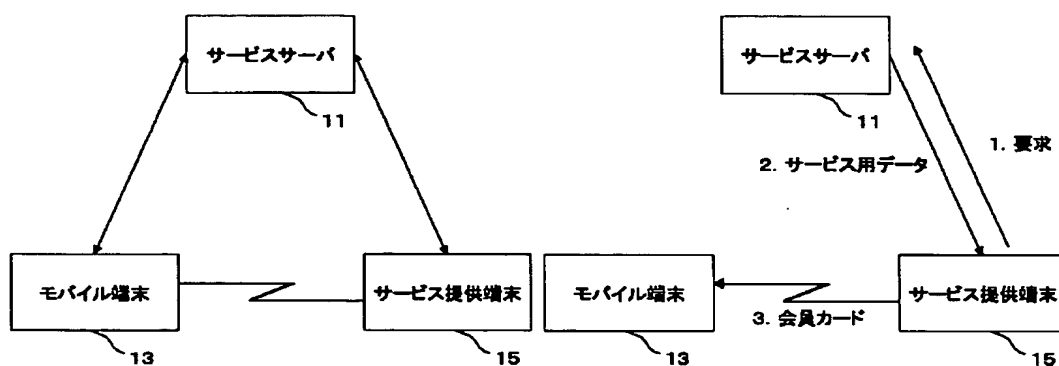 サービスサーバ
11
モバイル端末
13
サービス提供端末
15
サービスサーバ
11
1. 要求
2. サービス用データ
モバイル端末
13
3. 会員カード
サービス提供端末
15